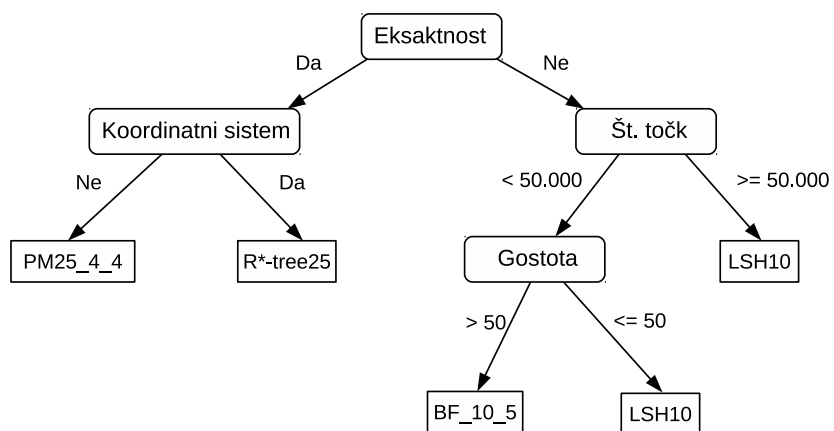 Eksaktnost
Da
Ne
Koordinatni sistem
Št. točk
Ne
Da
< 50.000
>= 50.000
PM25_4_4
R*-tree25
Gostota
LSH10
> 50
<= 50
BF_10_5
LSH10